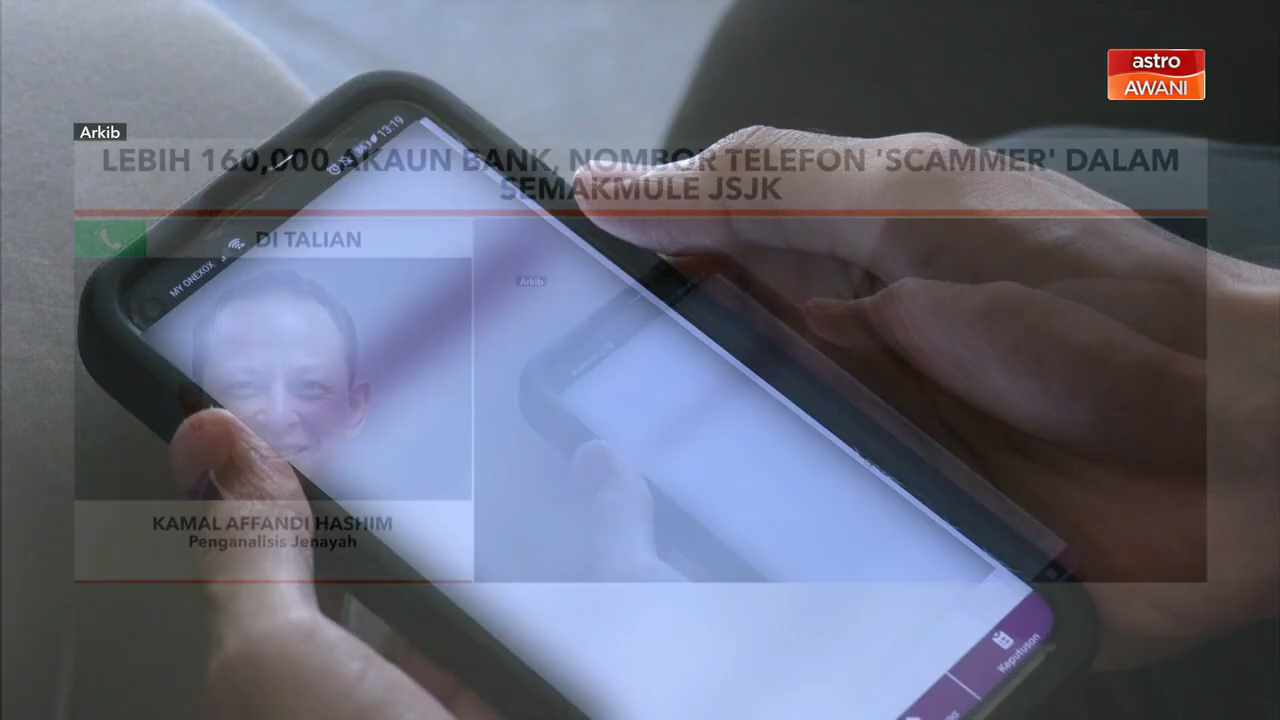 astro
AWANI
Arkib
LEBIH 160,000 AKAUN BANK, NOMBOR TELEFON 'SCAMMER' DALAM
SEMAKMULE JSJK
13:19
MY ONEXOX
DI TALIAN
Arkib
KAMAL AFFANDI HASHIM
Penganalisis Jenayah
Keputusan